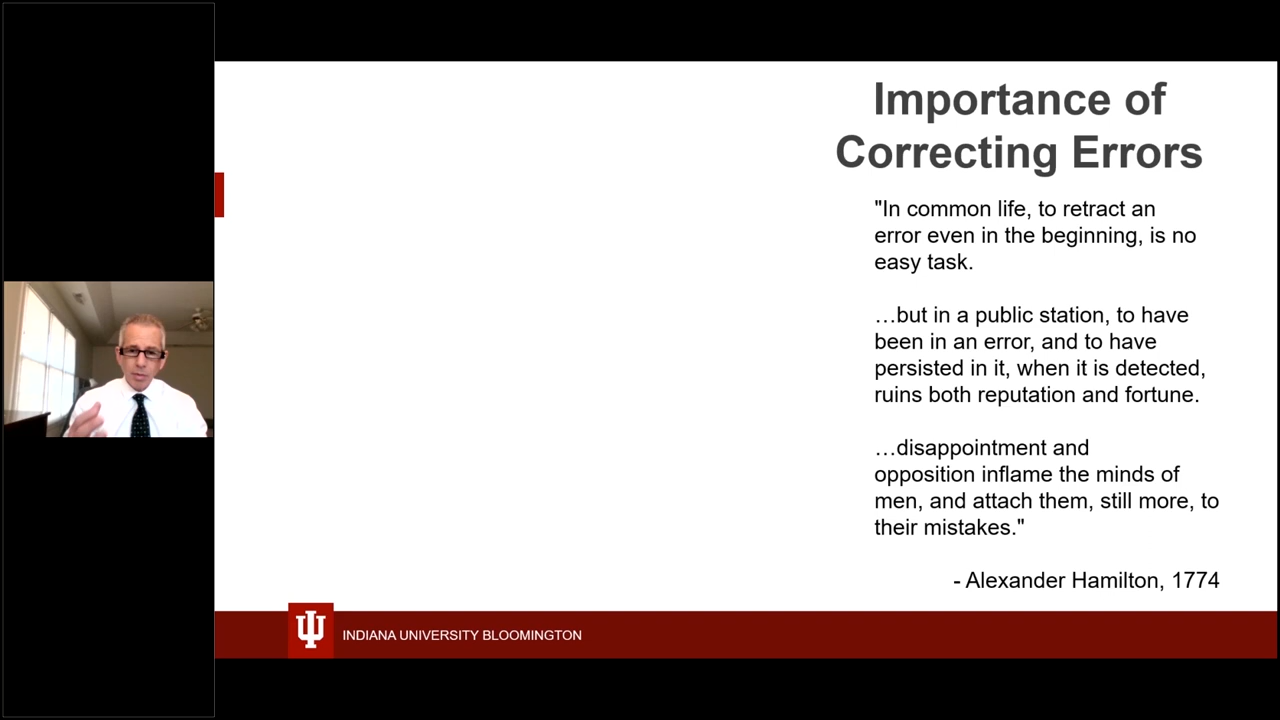 Importance of
Correcting Errors
"In common life, to retract an
error even in the beginning, is no
easy task.
…but in a public station, to have
been in an error, and to have
persisted in it, when it is detected,
ruins both reputation and fortune.
…disappointment and
opposition inflame the minds of
men, and attach them, still more, to
their mistakes."
- Alexander Hamilton, 1774
INDIANA UNIVERSITY BLOOMINGTON